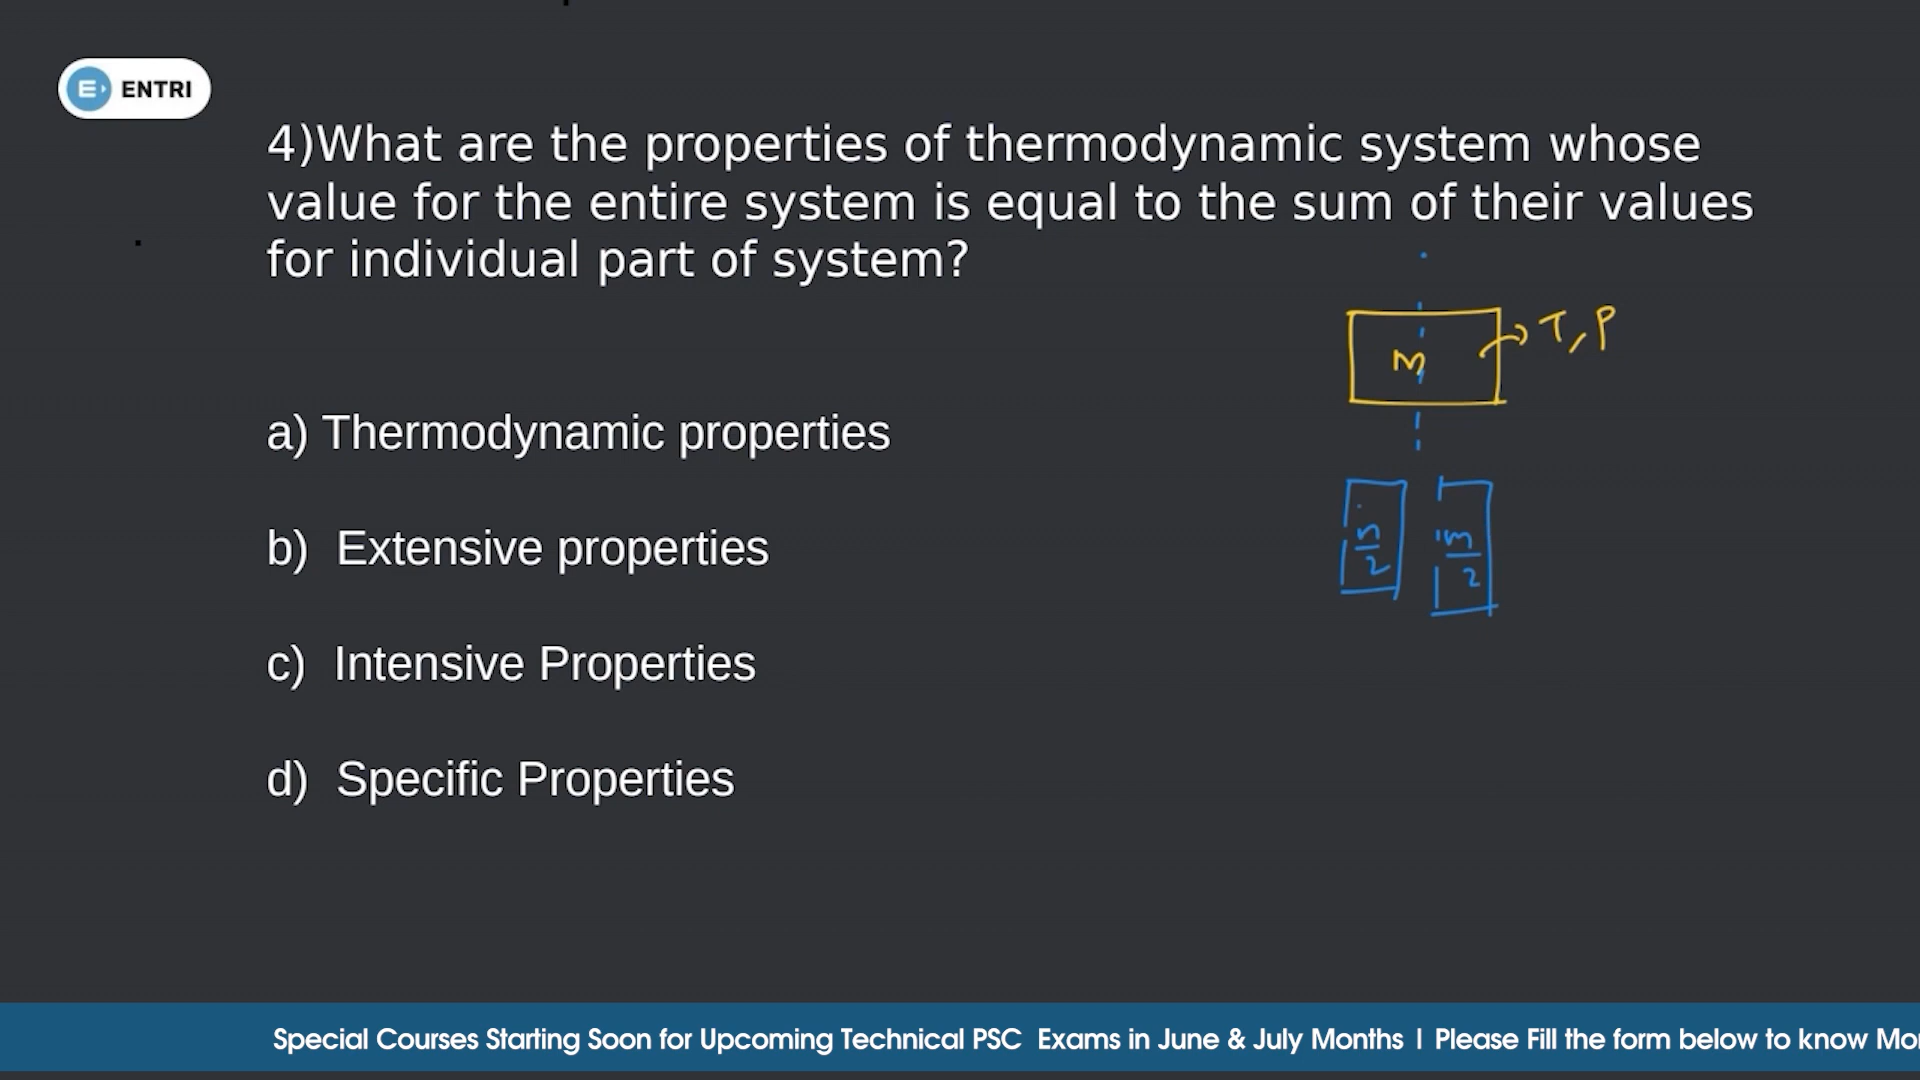 ENTRI
4)What are the properties of thermodynamic system whose
value for the entire system is equal to the sum of their values
for individual part of system?
T, P
m
a) Thermodynamic properties
m/2 m/2
b) Extensive properties
c) Intensive Properties
d) Specific Properties
Special Courses Starting Soon for Upcoming Technical PSC Exams in June & July Months | Please Fill the form below to know Mo